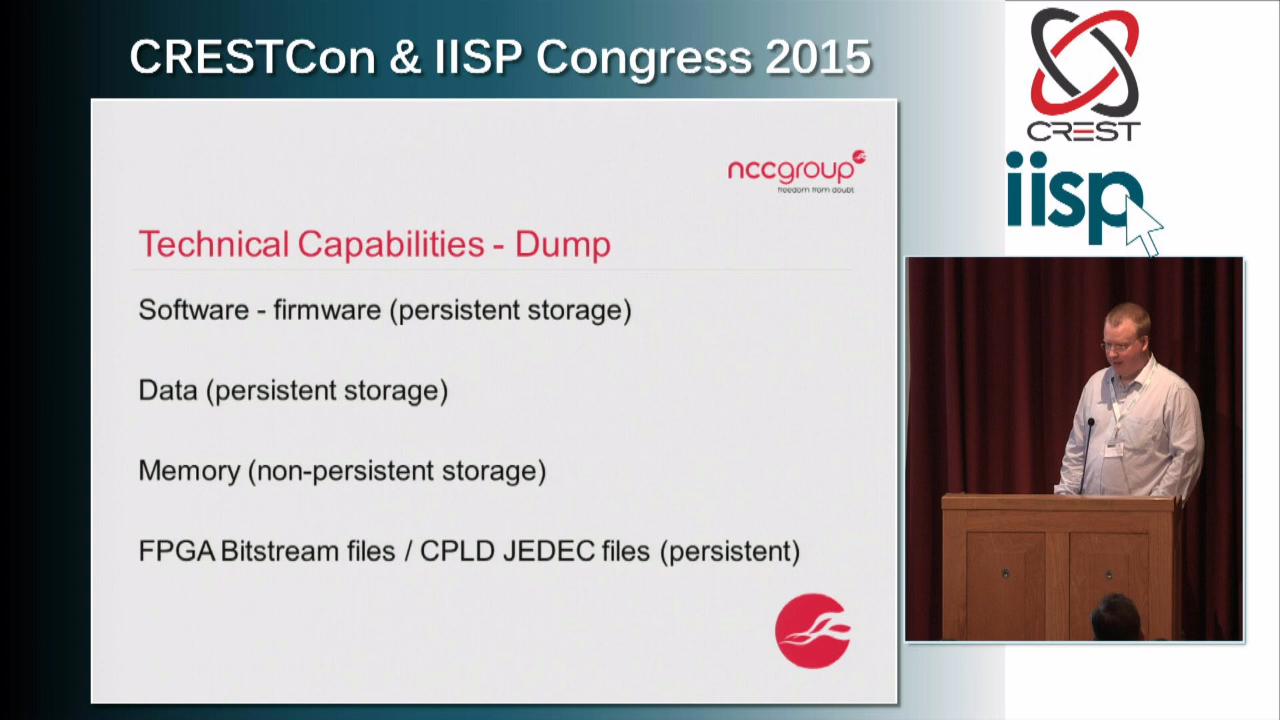 CRESTCon & IISP Congress 2015
CREST
iisp
nccgroup
freedom from doubt
Technical Capabilities - Dump
Software - firmware (persistent storage)
Data (persistent storage)
Memory (non-persistent storage)
FPGA Bitstream files / CPLD JEDEC files (persistent)